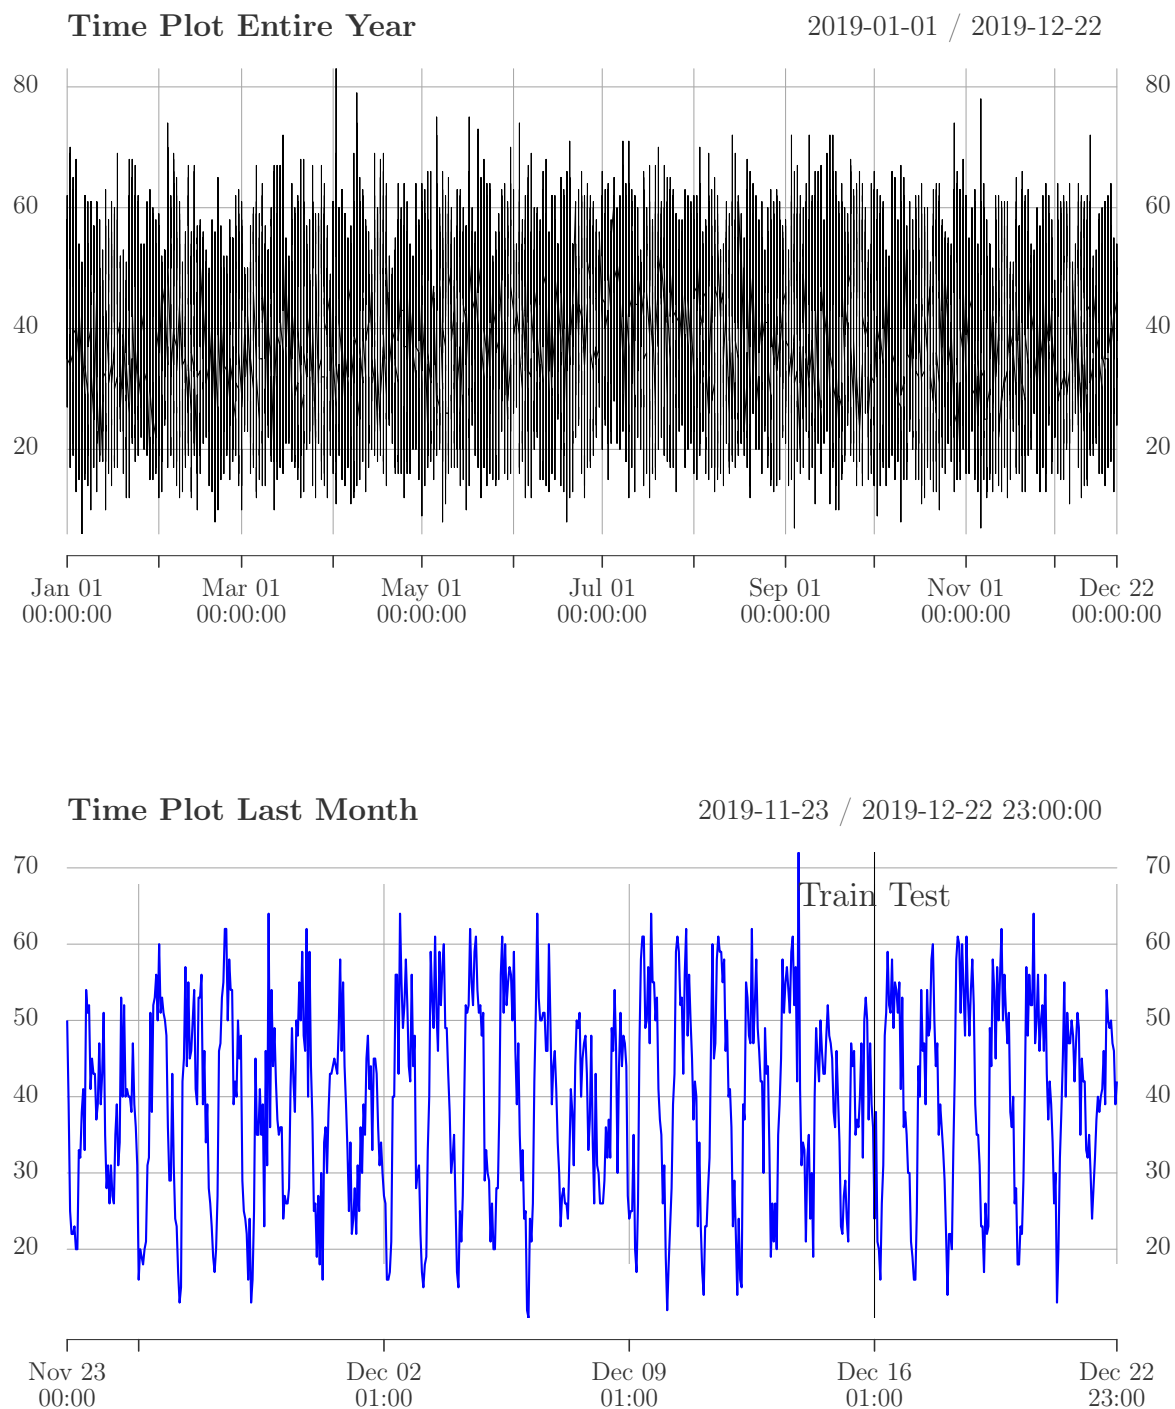 Time Plot Entire Year 2019-01-01 / 2019-12-22
80 80
60 60
40 40
20 20
Jan 01 Mar 01 May 01 Jul 01 Sep 01 Nov 01 Dec 22
00:00:00 00:00:00 00:00:00 00:00:00 00:00:00 00:00:00 00:00:00
Time Plot Last Month 2019-11-23 / 2019-12-22 23:00:00
70 70
Train Test
60 60
50 50
40 40
30 30
20 20
Nov 23 Dec 02 Dec 09 Dec 16 Dec 22
00:00 01:00 01:00 01:00 23:00